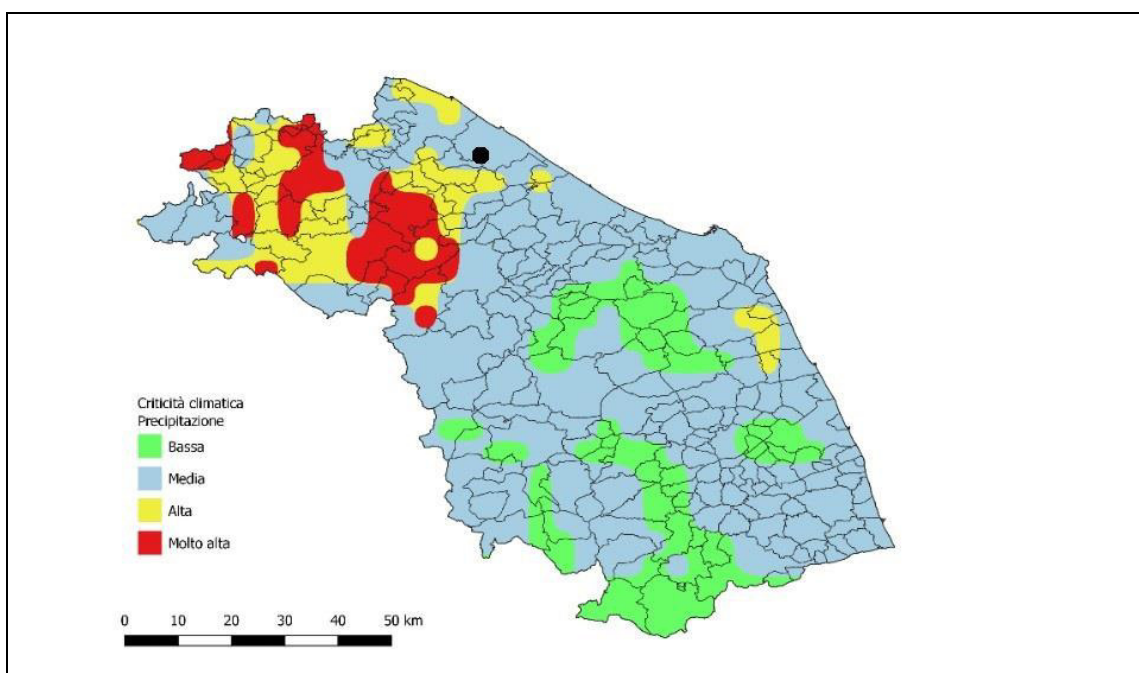 Criticità climatica
Precipitazione
Bassa
Media
Alta
Molto alta
0 10 20 30 40 50 km